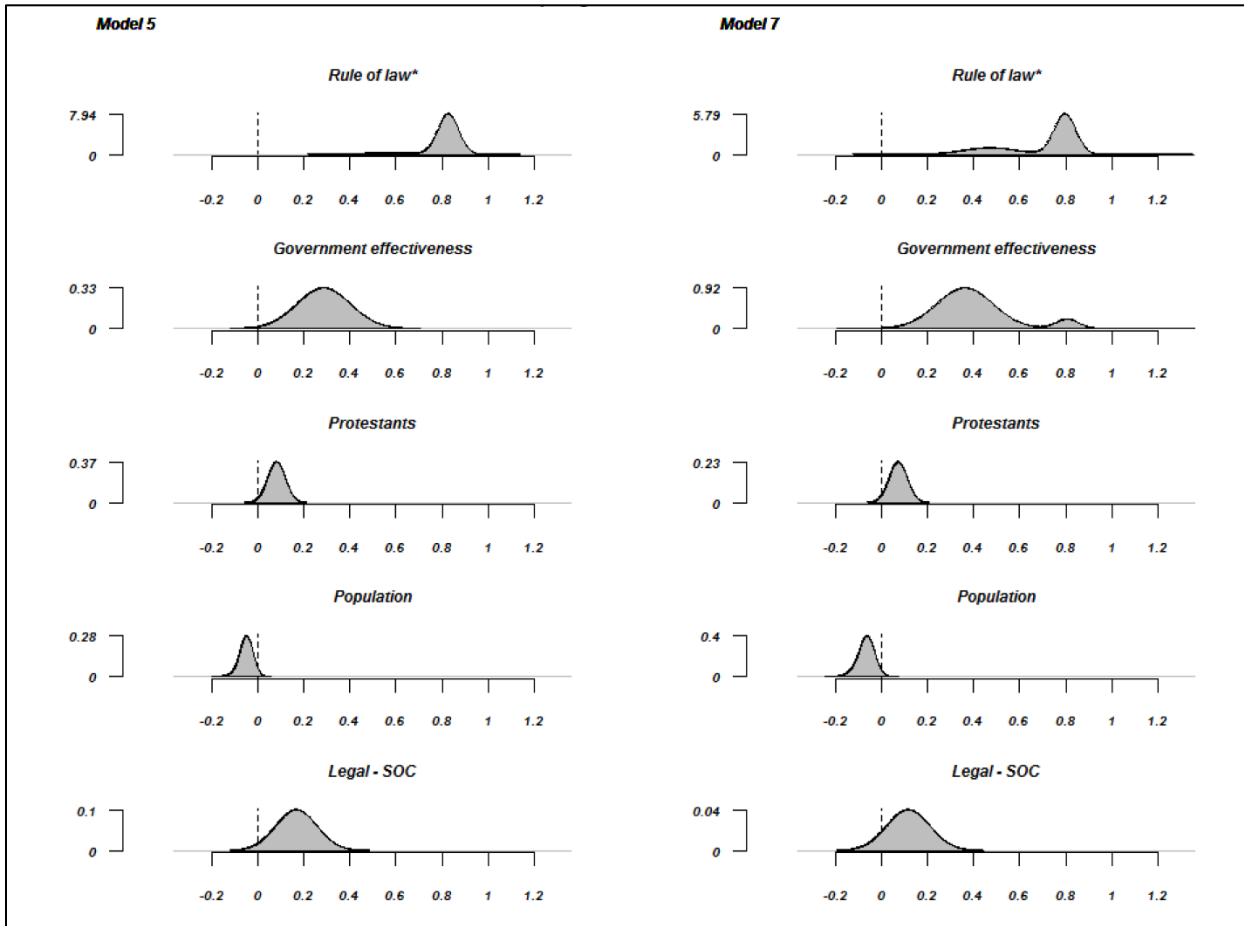 Model 5 Model 7
Rule of law* Rule of law*
7.94 5.79
0 0
-0.2 0 0.2 0.4 0.6 0.8 1 1.2 -0.2 0 0.2 0.4 0.6 0.8 1 1.2
Government effectiveness Government effectiveness
0.33 0.92
0 0
-0.2 0 0.2 0.4 0.6 0.8 1 1.2 -0.2 0 0.2 0.4 0.6 0.8 1 1.2
Protestants Protestants
0.37 0.23
0 0
-0.2 0 0.2 0.4 0.6 0.8 1 1.2 -0.2 0 0.2 0.4 0.6 0.8 1 1.2
Population Population
0.28 0.4
0 0
-0.2 0 0.2 0.4 0.6 0.8 1 1.2 -0.2 0 0.2 0.4 0.6 0.8 1 1.2
Legal - SOC Legal - SOC
0.1 0.04
0 0
-0.2 0 0.2 0.4 0.6 0.8 1 1.2 -0.2 0 0.2 0.4 0.6 0.8 1 1.2